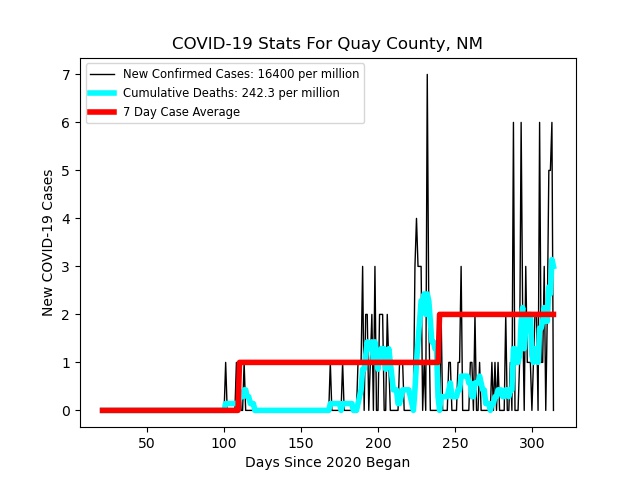 COVID-19 Stats For Quay County, NM
New Confirmed Cases: 16400 per million
Cumulative Deaths: 242.3 per million
7 Day Case Average
New COVID-19 Cases
7
6
5
4
3
2
1
0
50
100
150
200
250
300
Days Since 2020 Began